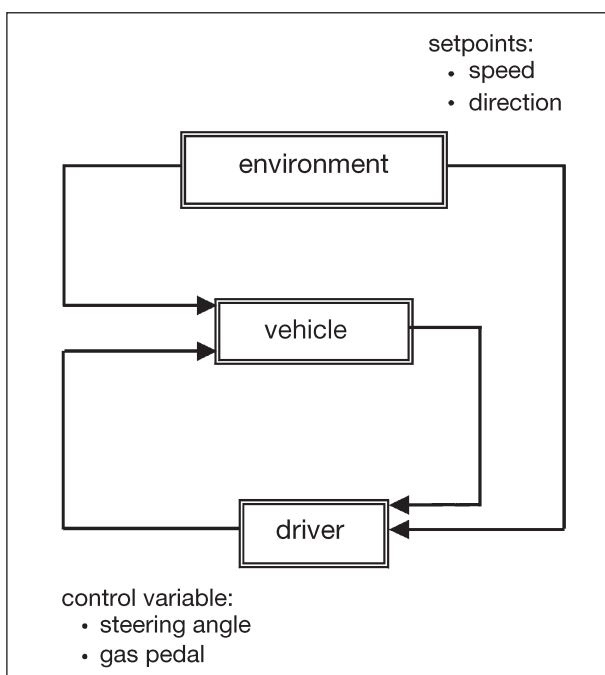 setpoints:
• speed
• direction
environment
vehicle
driver
control variable:
• steering angle
• gas pedal